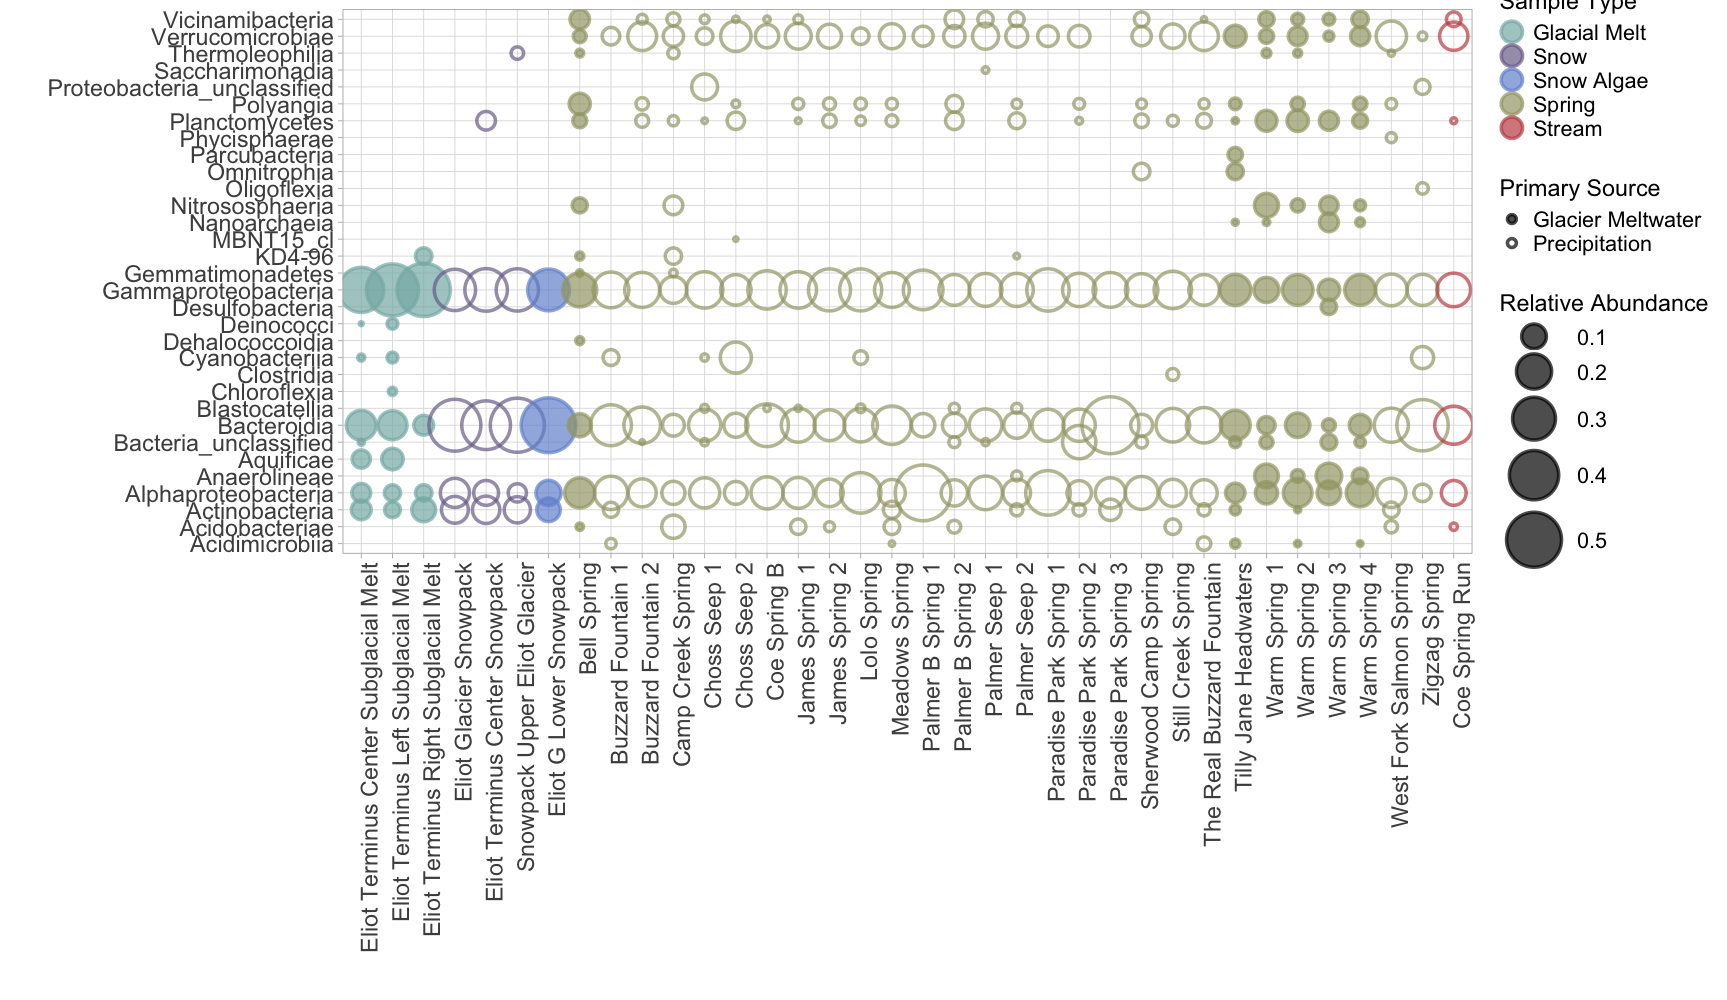 Sample Type
Glacial Melt
Snow
Snow Algae
Spring
Stream
Primary Source
Glacier Meltwater
Precipitation
Relative Abundance
0.1
0.2
0.3
0.4
0.5
Vicinamibacteria
Verrucomicrobiae
Thermoleophilia
Saccharimonadia
Proteobacteria_unclassified
Polyangia
Planctomycetes
Phycisphaerae
Parcubacteria
Omnitrophia
Oligoflexia
Nitrososphaeria
Nanoarchaeia
MBNT15_cl
KD4-96
Gemmatimonadetes
Gammaproteobacteria
Desulfobacteria
Deinococci
Dehalococcoidia
Cyanobacteriia
Clostridia
Chloroflexia
Blastocatellia
Bacteroidia
Bacteria_unclassified
Aquificae
Anaerolineae
Alphaproteobacteria
Actinobacteria
Acidobacteriae
Acidimicrobiia
Eliot Terminus Center Subglacial Melt
Eliot Terminus Left Subglacial Melt
Eliot Terminus Right Subglacial Melt
Eliot Glacier Snowpack
Eliot Terminus Center Snowpack
Snowpack Upper Eliot Glacier
Eliot G Lower Snowpack
Bell Spring
Buzzard Fountain 1
Buzzard Fountain 2
Camp Creek Spring
Choss Seep 1
Choss Seep 2
Coe Spring B
James Spring 1
James Spring 2
Lolo Spring
Meadows Spring
Palmer B Spring 1
Palmer B Spring 2
Palmer Seep 1
Palmer Seep 2
Paradise Park Spring 1
Paradise Park Spring 2
Paradise Park Spring 3
Sherwood Camp Spring
Still Creek Spring
The Real Buzzard Fountain
Tilly Jane Headwaters
Warm Spring 1
Warm Spring 2
Warm Spring 3
Warm Spring 4
West Fork Salmon Spring
Zigzag Spring
Coe Spring Run